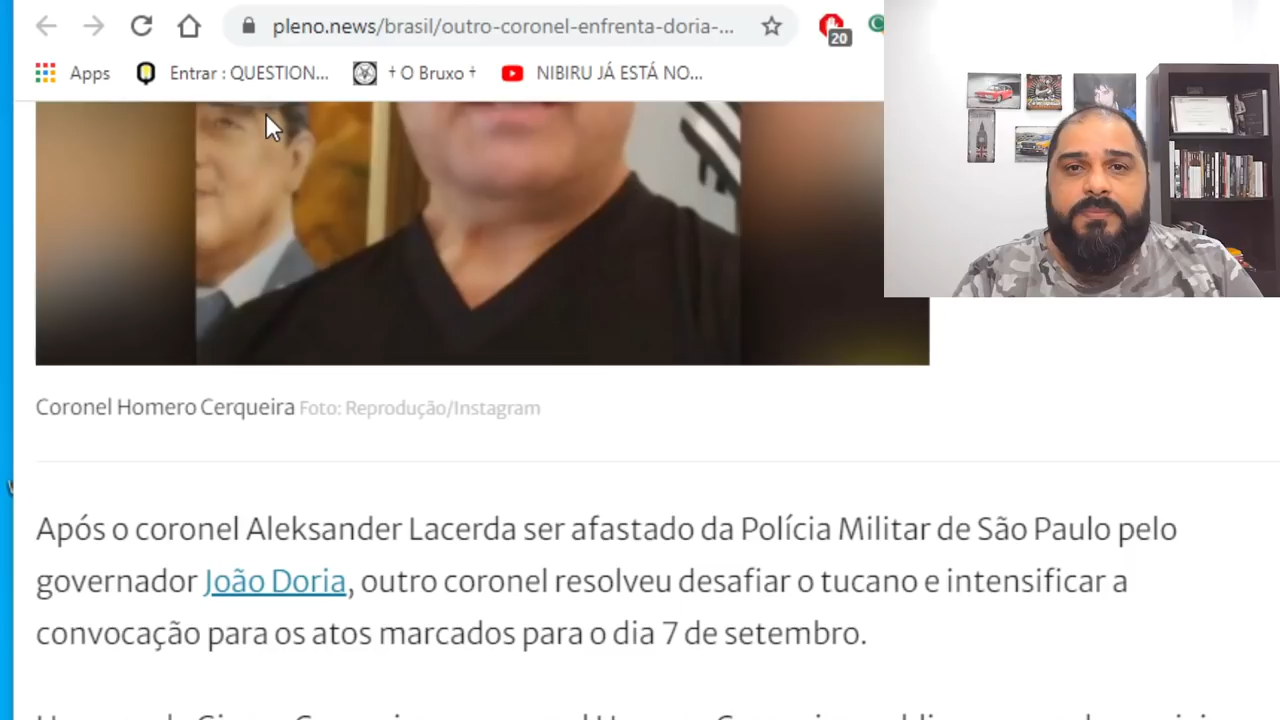 pleno.news/brasil/outro-coronel-enfrenta-doria-...
20
Apps Entrar : QUESTION... † O Bruxo † NIBIRU JÁ ESTÁ NO...
Coronel Homero Cerqueira Foto: Reprodução/Instagram
Após o coronel Aleksander Lacerda ser afastado da Polícia Militar de São Paulo pelo
governador João Doria, outro coronel resolveu desafiar o tucano e intensificar a
convocação para os atos marcados para o dia 7 de setembro.